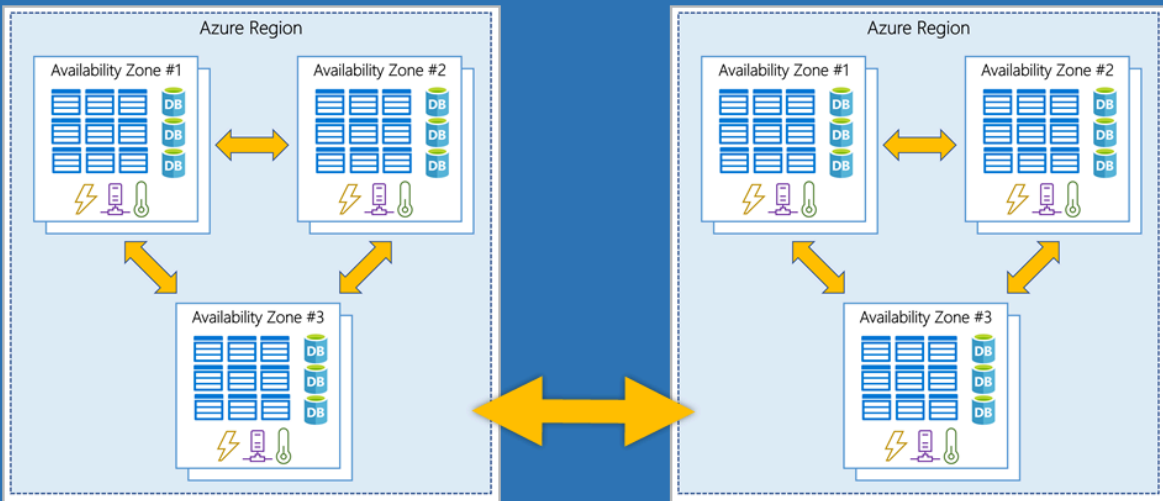 Azure Region
Availability Zone #1
DB
DB
DB
Availability Zone #2
DB
DB
DB
Availability Zone #3
DB
DB
DB
Azure Region
Availability Zone #1
DB
DB
DB
Availability Zone #2
DB
DB
DB
Availability Zone #3
DB
DB
DB